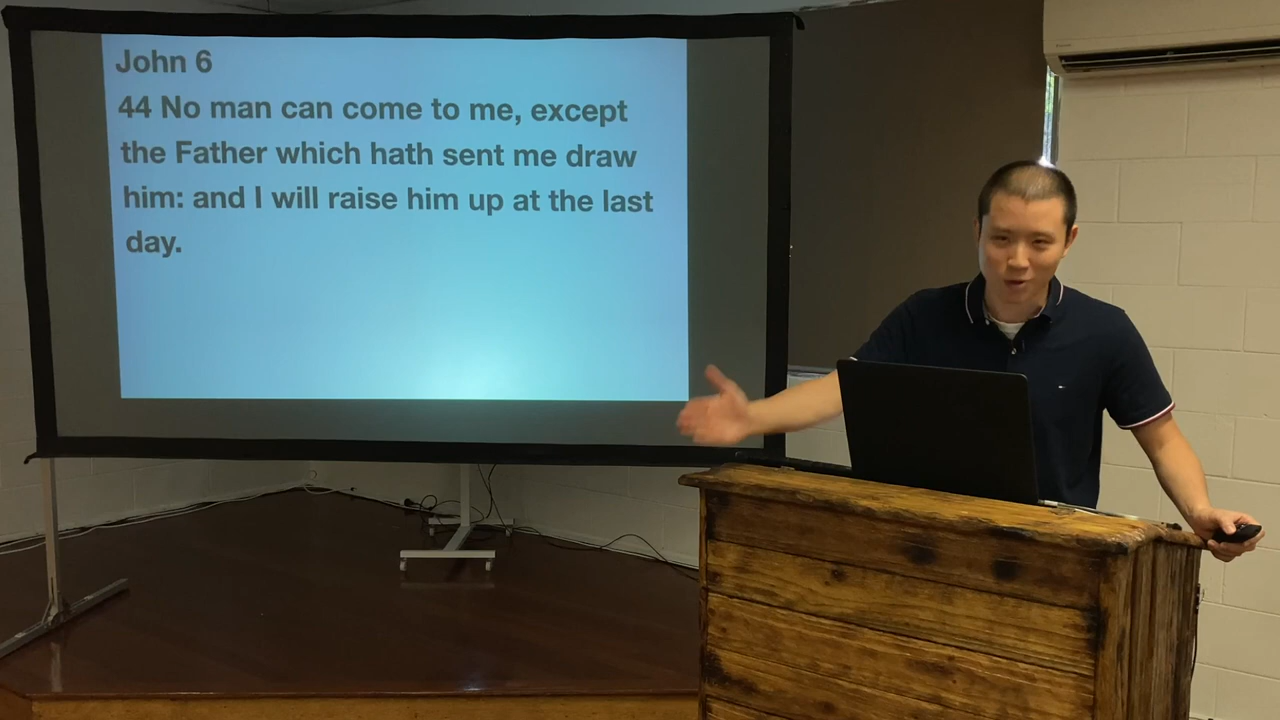 John 6
44 No man can come to me, except
the Father which hath sent me draw
him: and I will raise him up at the last
day.